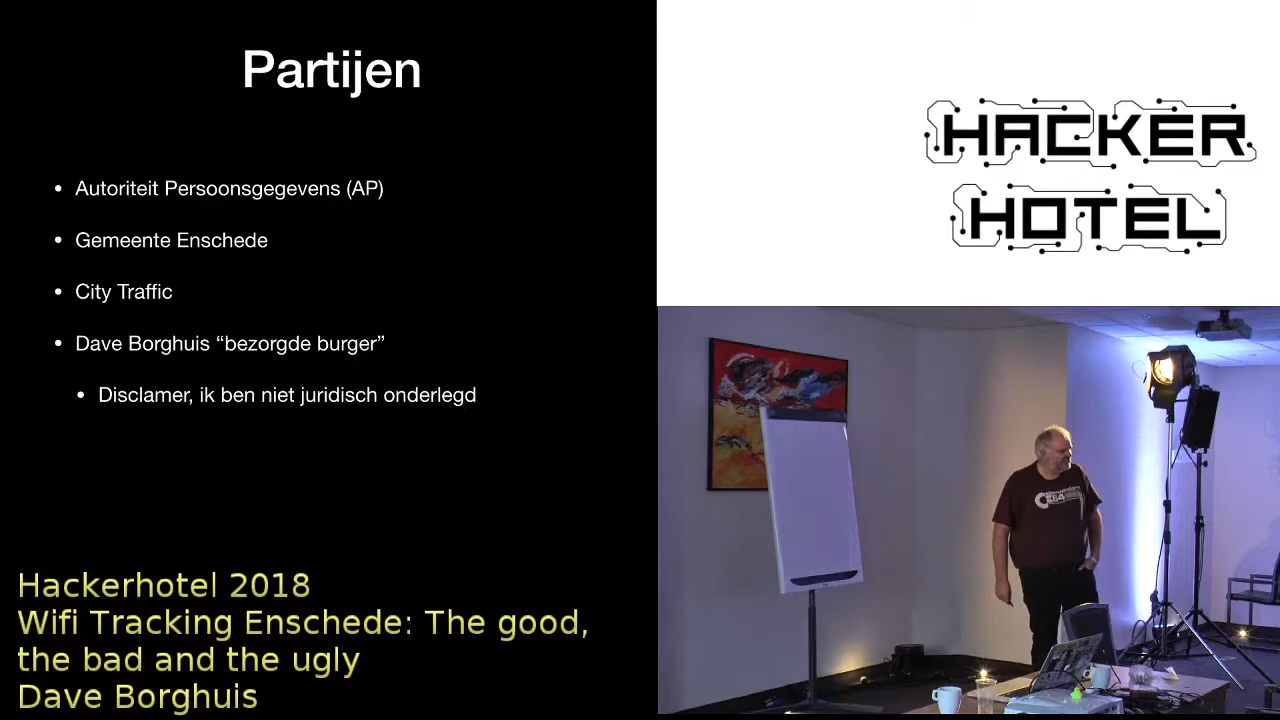 Partijen
• Autoriteit Persoonsgegevens (AP)
• Gemeente Enschede
• City Traffic
• Dave Borghuis “bezorgde burger”
• Disclamer, ik ben niet juridisch onderlegd
HACKER
HOTEL
Hackerhotel 2018
Wifi Tracking Enschede: The good,
the bad and the ugly
Dave Borghuis